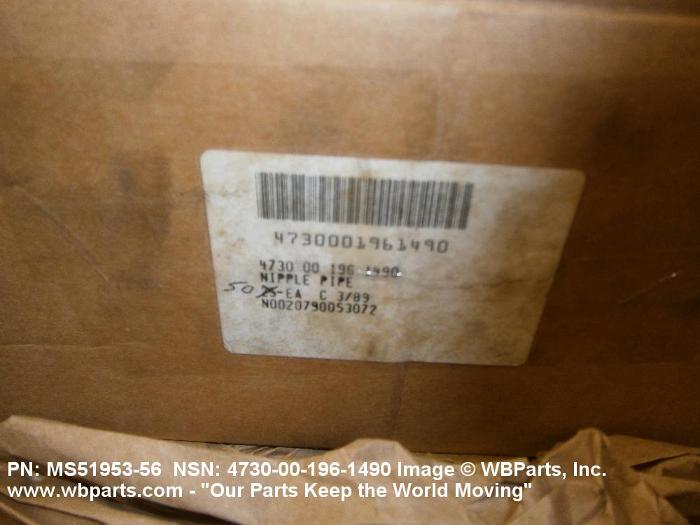 4730001961490
4730 00 196 1490
NIPPLE PIPE
50 25-EA C 3/89
N0020790053072
PN: MS51953-56 NSN: 4730-00-196-1490 Image © WBParts, Inc.
www.wbparts.com - "Our Parts Keep the World Moving"